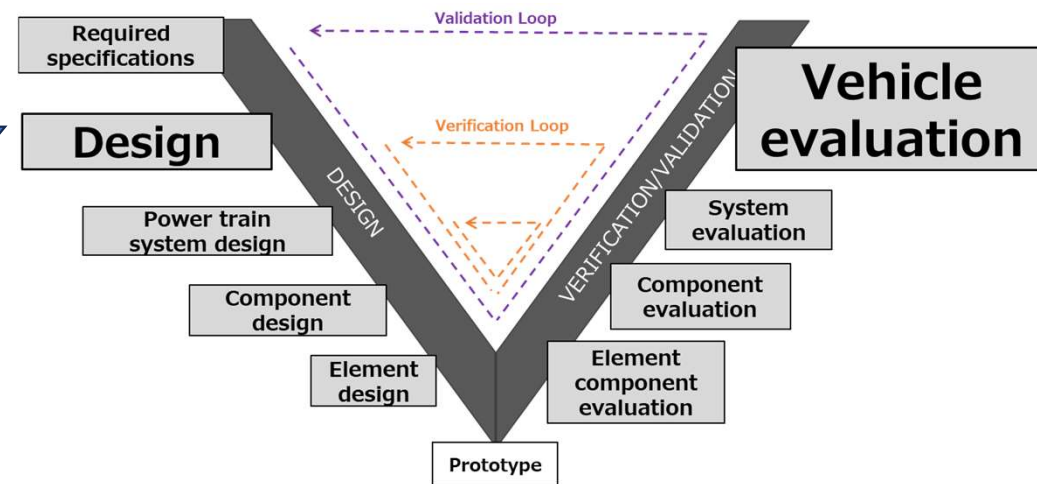 Validation Loop
Required
specifications
Vehicle
evaluation
Verification Loop
Design
DESIGN
VERIFICATION/VALIDATION
Power train
system design
System
evaluation
Component
design
Component
evaluation
Element
design
Element
component
evaluation
Prototype